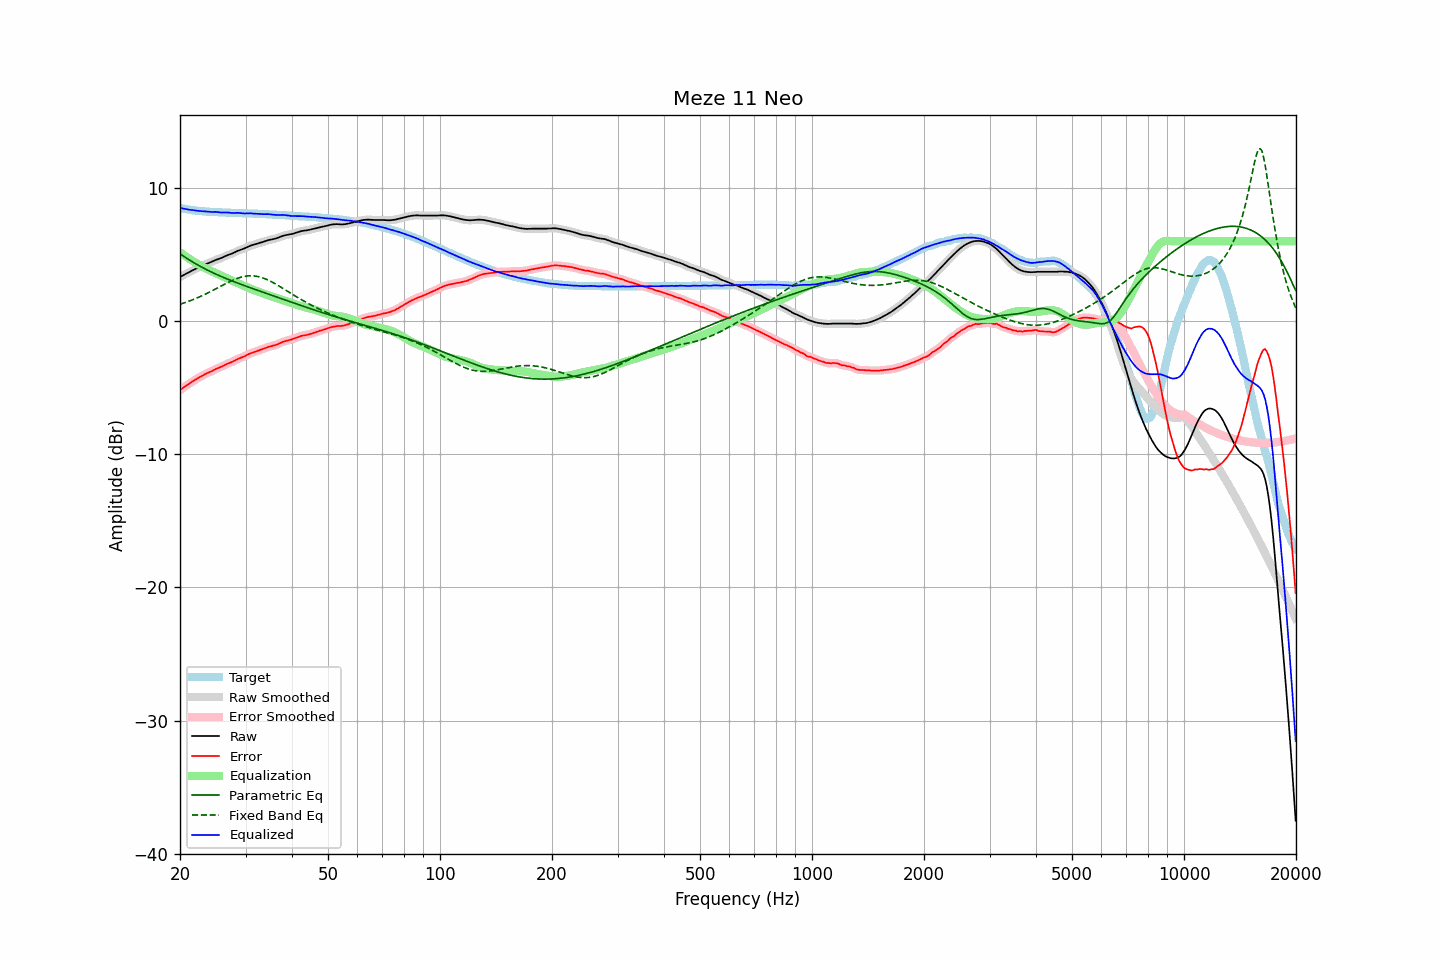 Meze 11 Neo
Amplitude (dBr)
10
0
−10
−20
−30
−40
20
50
100
200
500
1000
2000
5000
10000
20000
Frequency (Hz)
Target
Raw Smoothed
Error Smoothed
Raw
Error
Equalization
Parametric Eq
Fixed Band Eq
Equalized